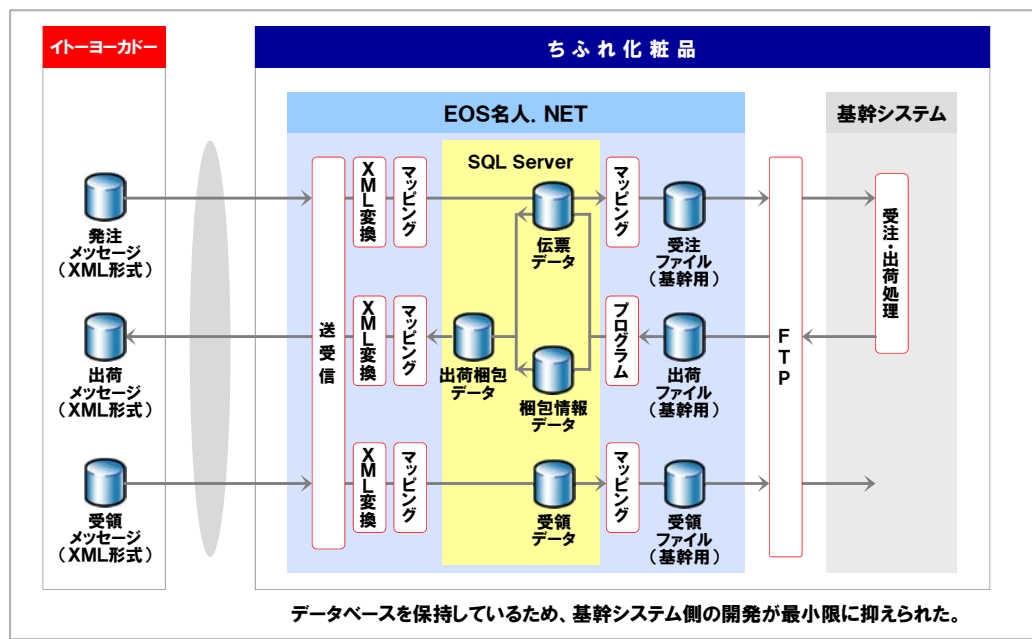 イトーヨーカドー
ちふれ化粧品
EOS名人.NET
基幹システム
SQL Server
発注
メッセージ
(XML形式)
出荷
メッセージ
(XML形式)
受領
メッセージ
(XML形式)
送受信
XML変換
マッピング
伝票
データ
マッピング
受注
ファイル
(基幹用)
XML変換
マッピング
出荷梱包
データ
梱包情報
データ
プログラム
出荷
ファイル
(基幹用)
XML変換
マッピング
受領
データ
マッピング
受領
ファイル
(基幹用)
FTP
受注・出荷処理
データベースを保持しているため、基幹システム側の開発が最小限に抑えられた。